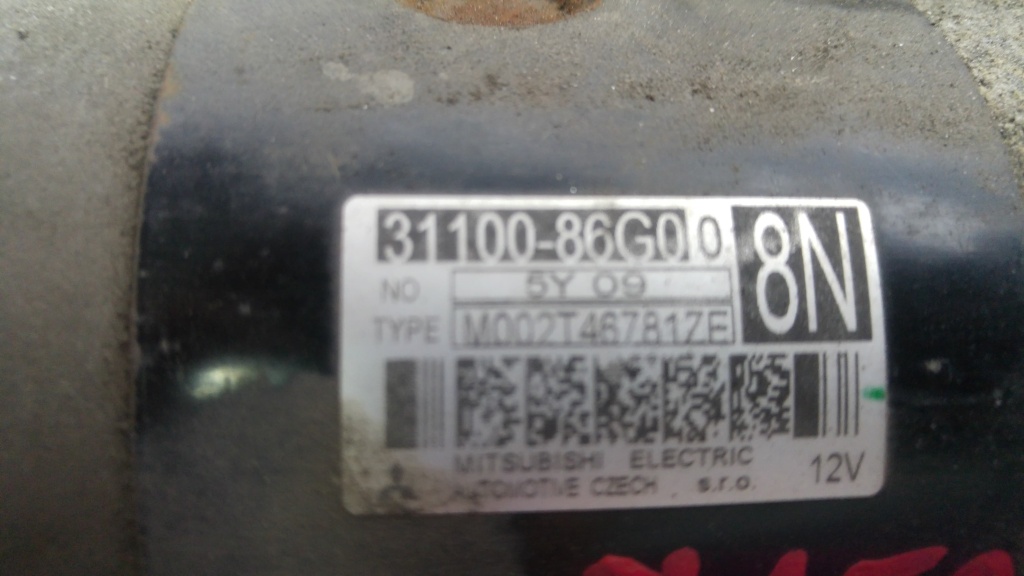 31100-86G00
8N
NO 5Y 09
TYPE M002T46781ZE
MITSUBISHI ELECTRIC
AUTOMOTIVE CZECH s.r.o.
12V